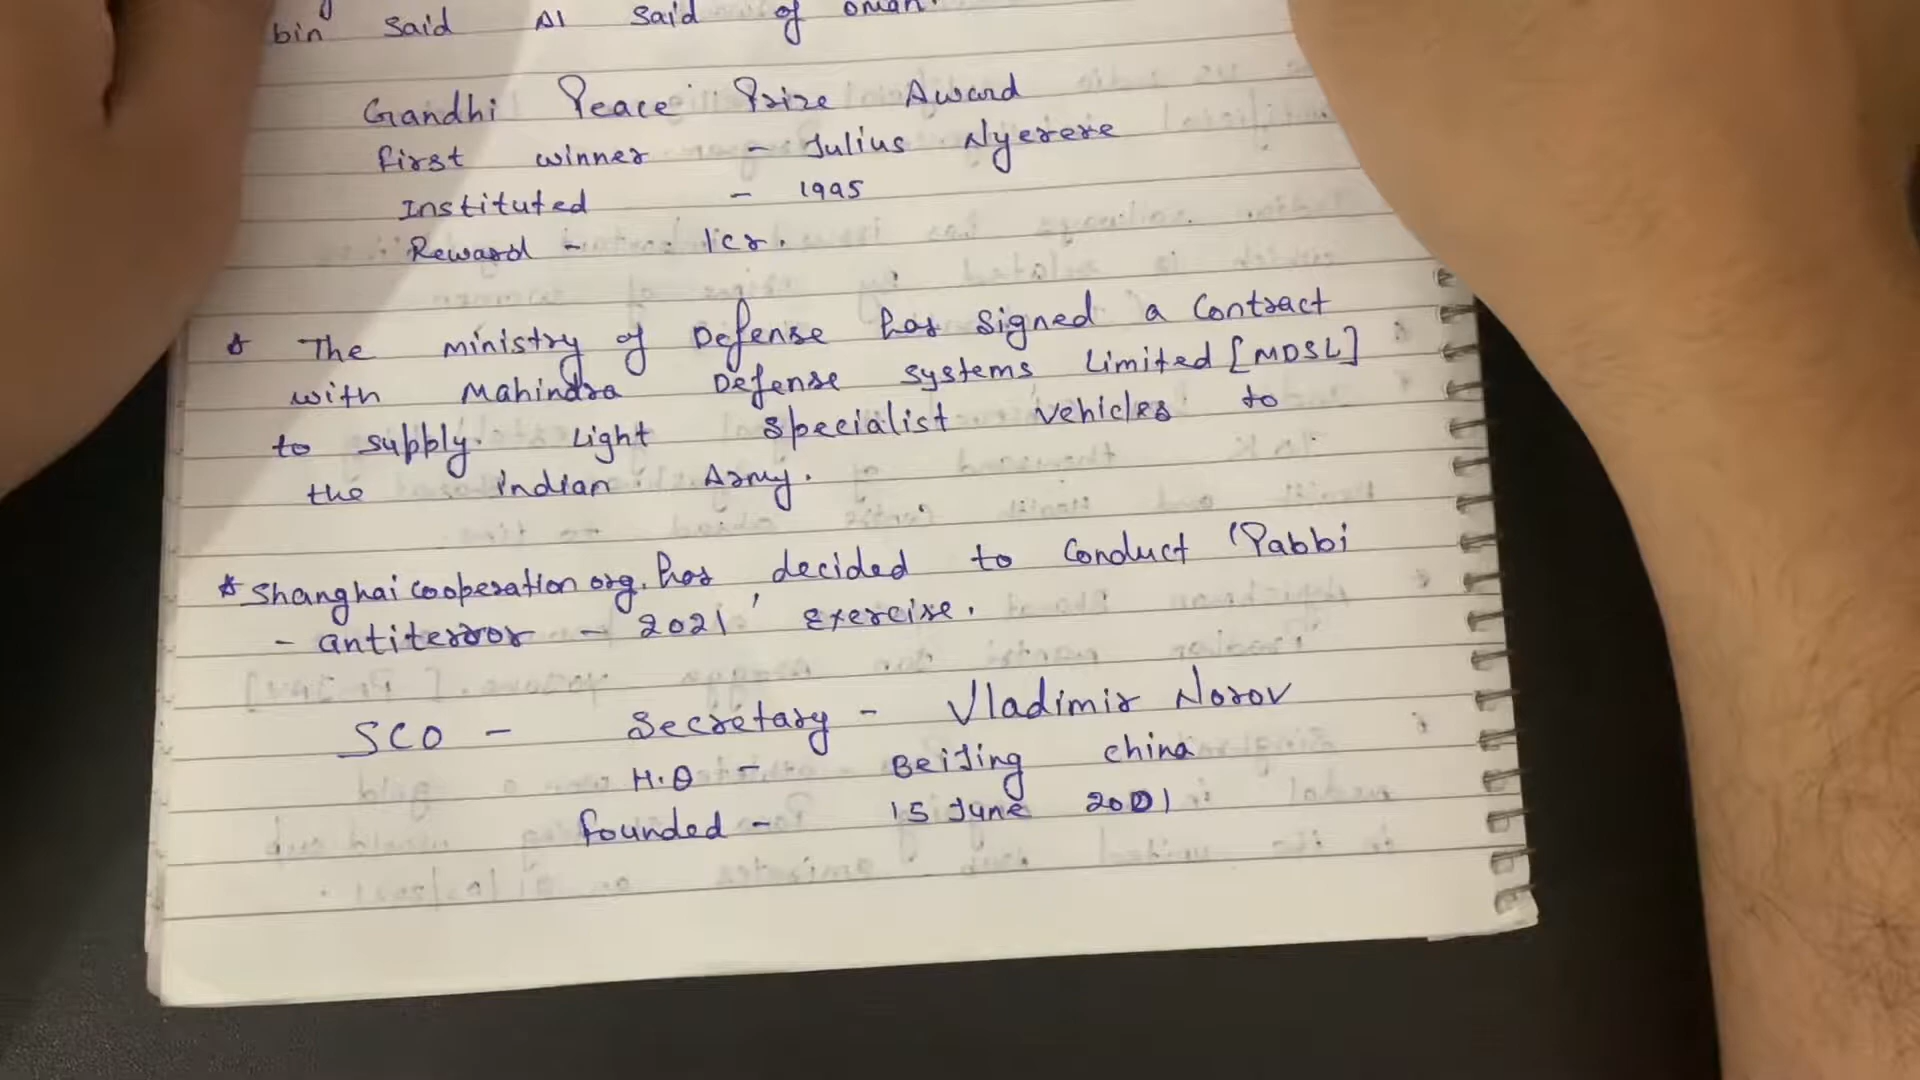 bin said Al said of oman.
Gandhi Peace Prize Award
first winner - Julius Nyerere
Instituted - 1995
Reward - 1cr.
☆ The ministry of Defense has signed a Contract
with Mahindra Defense systems Limited [MDSL]
to supply. Light specialist vehicles to
the indian Army.
☆ Shanghai cooperation org. has decided to Conduct 'Pabbi
- antiterror - 2021' exercise.
SCO - Secretary - Vladimir Norov
H.Q - BeiJing china
founded - 15 June 2001